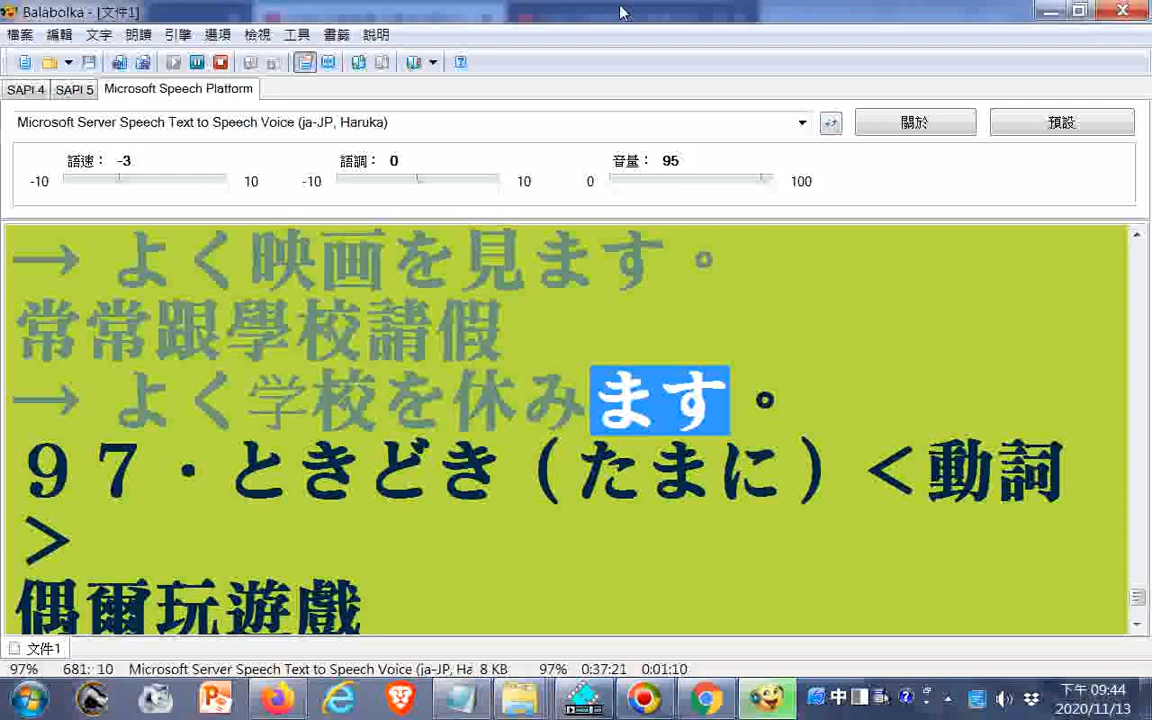 Balabolka - [文件1]
檔案 編輯 文字 朗讀 引擎 選項 檢視 工具 書籤 說明
SAPI 4 SAPI 5 Microsoft Speech Platform
Microsoft Server Speech Text to Speech Voice (ja-JP, Haruka) 關於 預設
語速： -3 語調： 0 音量： 95
-10 10 -10 10 0 100
→ よく映画を見ます。
常常跟學校請假
→ よく学校を休みます。
９７・ときどき（たまに）＜動詞
＞
偶爾玩遊戲
文件1
97% 681: 10 Microsoft Server Speech Text to Speech Voice (ja-JP, Ha 8 KB 97% 0:37:21 0:01:10
中 下午 09:44
2020/11/13